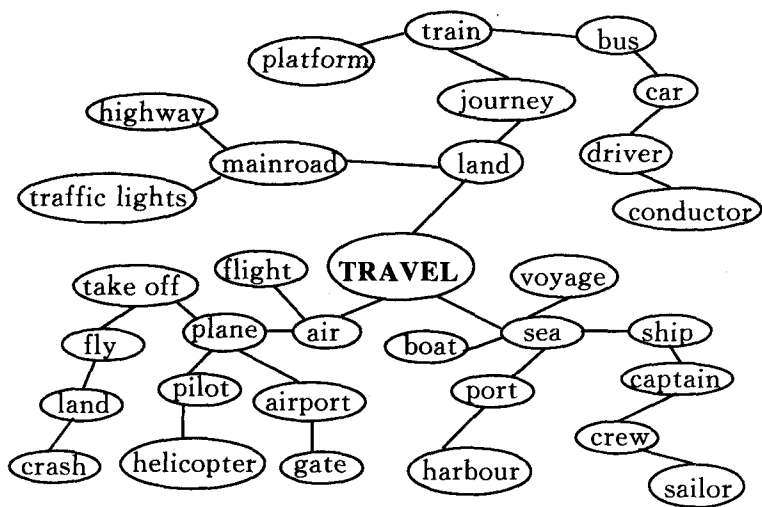 train
bus
platform
car
journey
highway
mainroad
land
driver
traffic lights
conductor
TRAVEL
flight
voyage
take off
plane
air
boat
sea
ship
fly
pilot
airport
port
captain
land
crew
crash
helicopter
gate
harbour
sailor